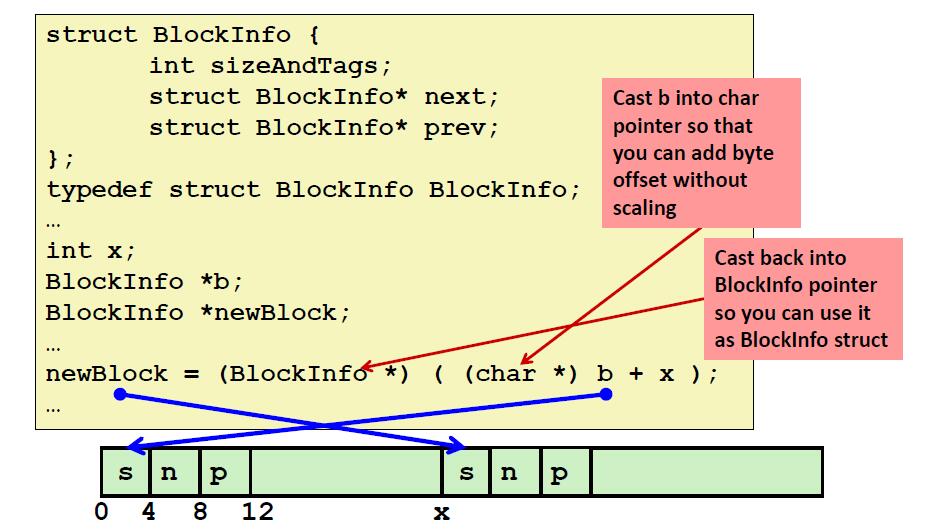 struct BlockInfo {
int sizeAndTags;
struct BlockInfo* next;
struct BlockInfo* prev;
};
typedef struct BlockInfo BlockInfo;
…
int x;
BlockInfo *b;
BlockInfo *newBlock;
…
newBlock = (BlockInfo *) ( (char *) b + x );
…
Cast b into char
pointer so that
you can add byte
offset without
scaling
Cast back into
BlockInfo pointer
so you can use it
as BlockInfo struct
s n p s n p
0 4 8 12 x